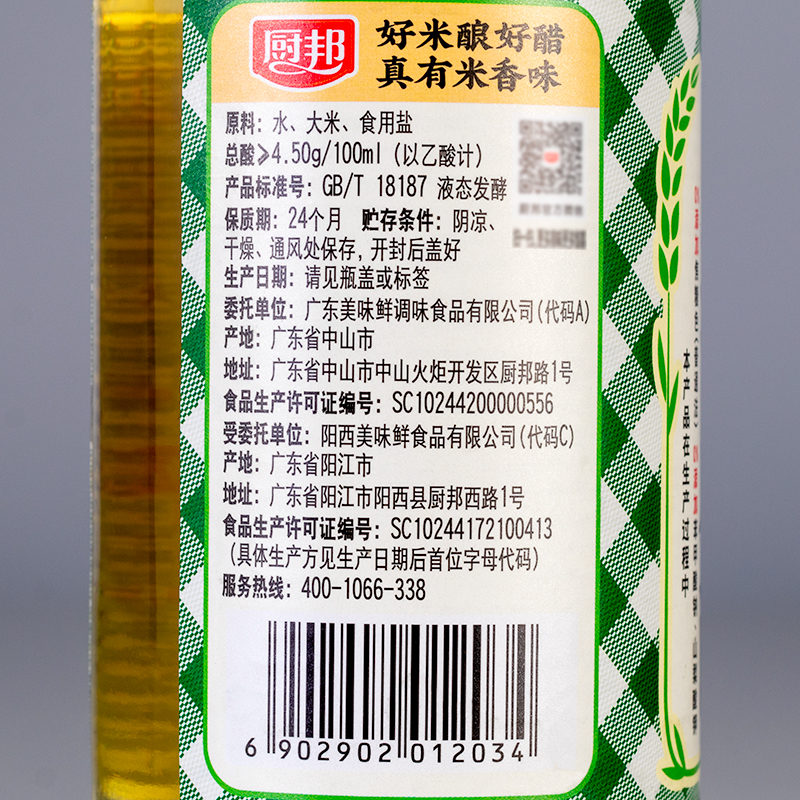 厨邦
好米酿好醋
真有米香味
原料：水、大米、食用盐
总酸≥4.50g/100ml（以乙酸计）
产品标准号：GB/T 18187 液态发酵
保质期：24个月 贮存条件：阴凉、
干燥、通风处保存，开封后盖好
生产日期：请见瓶盖或标签
委托单位：广东美味鲜调味食品有限公司(代码A)
产地：广东省中山市
地址：广东省中山市中山火炬开发区厨邦路1号
食品生产许可证编号：SC10244200000556
受委托单位：阳西美味鲜食品有限公司(代码C)
产地：广东省阳江市
地址：广东省阳江市阳西县厨邦西路1号
食品生产许可证编号：SC10244172100413
（具体生产方见生产日期后首位字母代码）
服务热线：400-1066-338
6 902902 012034
本产品在生产过程中